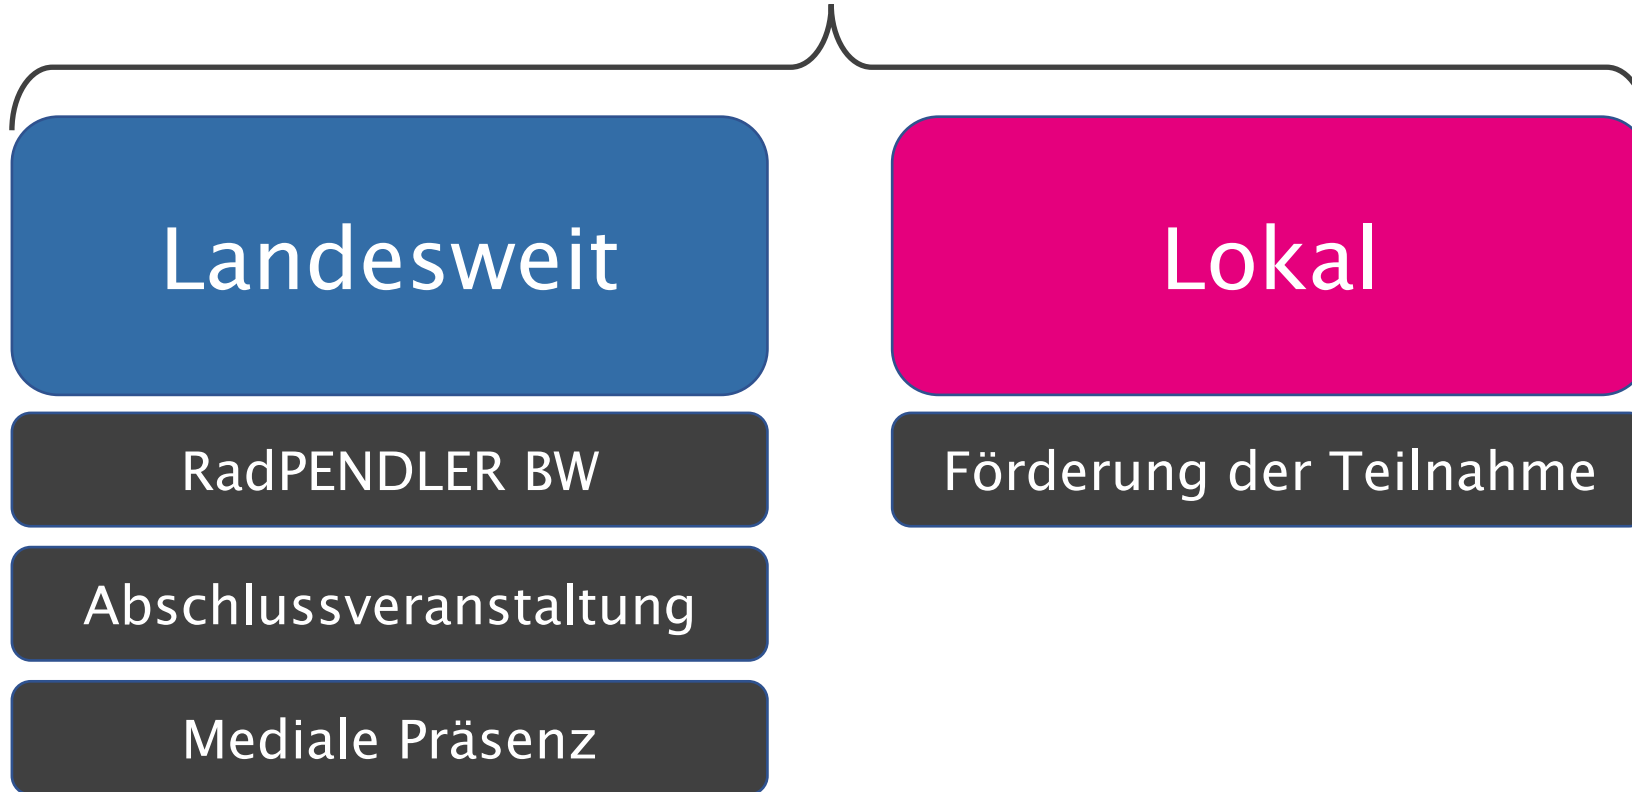 Landesweit
RadPENDLER BW
Abschlussveranstaltung
Mediale Präsenz
Lokal
Förderung der Teilnahme